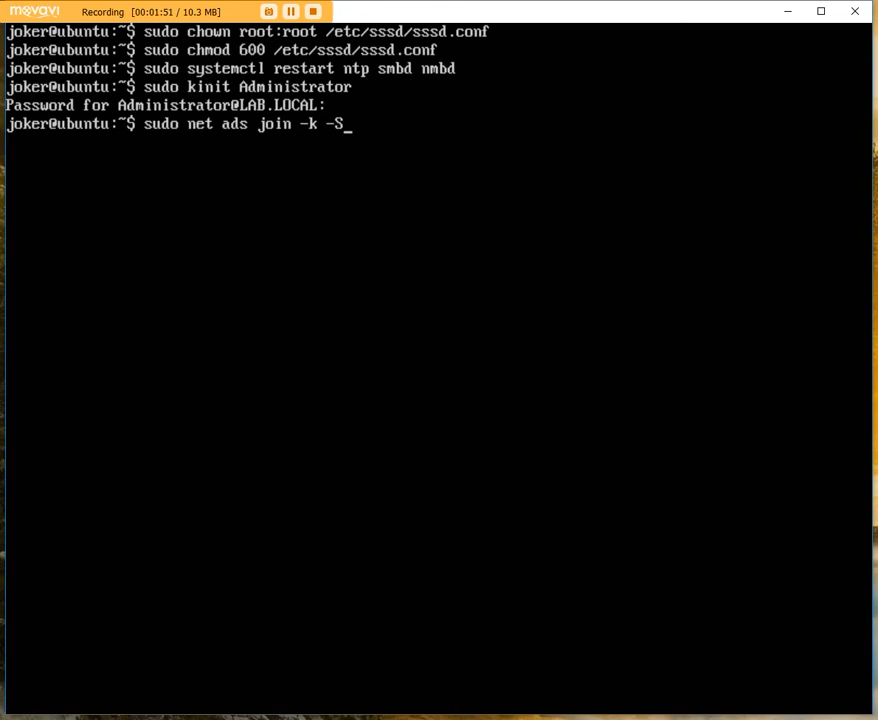 movavi Recording [00:01:51 / 10.3 MB]
joker@ubuntu:~$ sudo chown root:root /etc/sssd/sssd.conf
joker@ubuntu:~$ sudo chmod 600 /etc/sssd/sssd.conf
joker@ubuntu:~$ sudo systemctl restart ntp smbd nmbd
joker@ubuntu:~$ sudo kinit Administrator
Password for Administrator@LAB.LOCAL:
joker@ubuntu:~$ sudo net ads join -k -S_